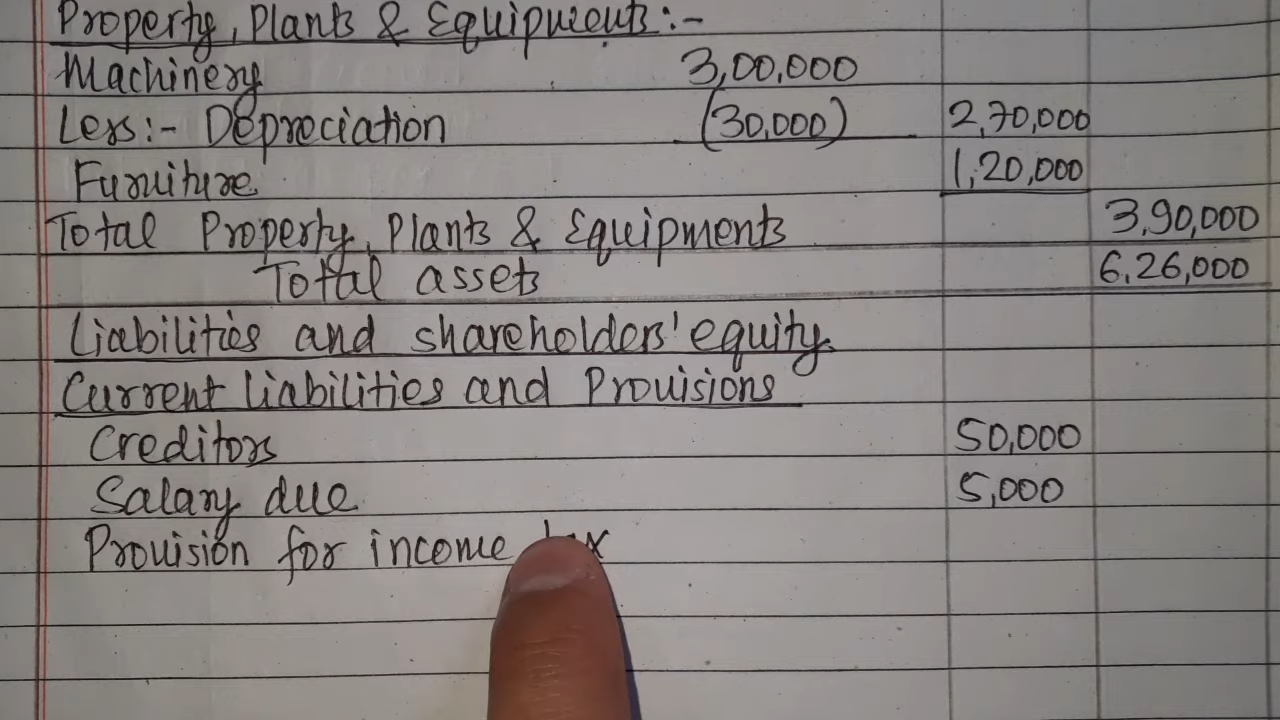 Property, Plants & Equipments:-
Machinery 3,00,000
Less:- Depreciation (30,000) 2,70,000
Furniture 1,20,000
Total Property, Plants & Equipments 3,90,000
Total assets 6,26,000
Liabilities and shareholders' equity
Current liabilities and Provisions
Creditors 50,000
Salary due 5,000
Provision for income tax